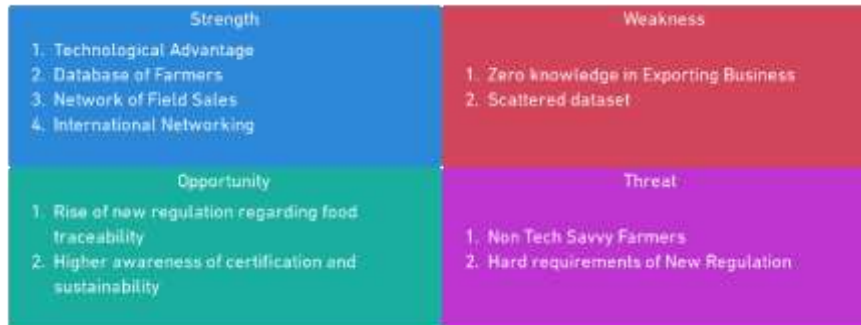 Strength
1. Technological Advantage
2. Database of Farmers
3. Network of Field Sales
4. International Networking
Weakness
1. Zero knowledge in Exporting Business
2. Scattered dataset
Opportunity
1. Rise of new regulation regarding food
traceability
2. Higher awareness of certification and
sustainability
Threat
1. Non Tech Savvy Farmers
2. Hard requirements of New Regulation